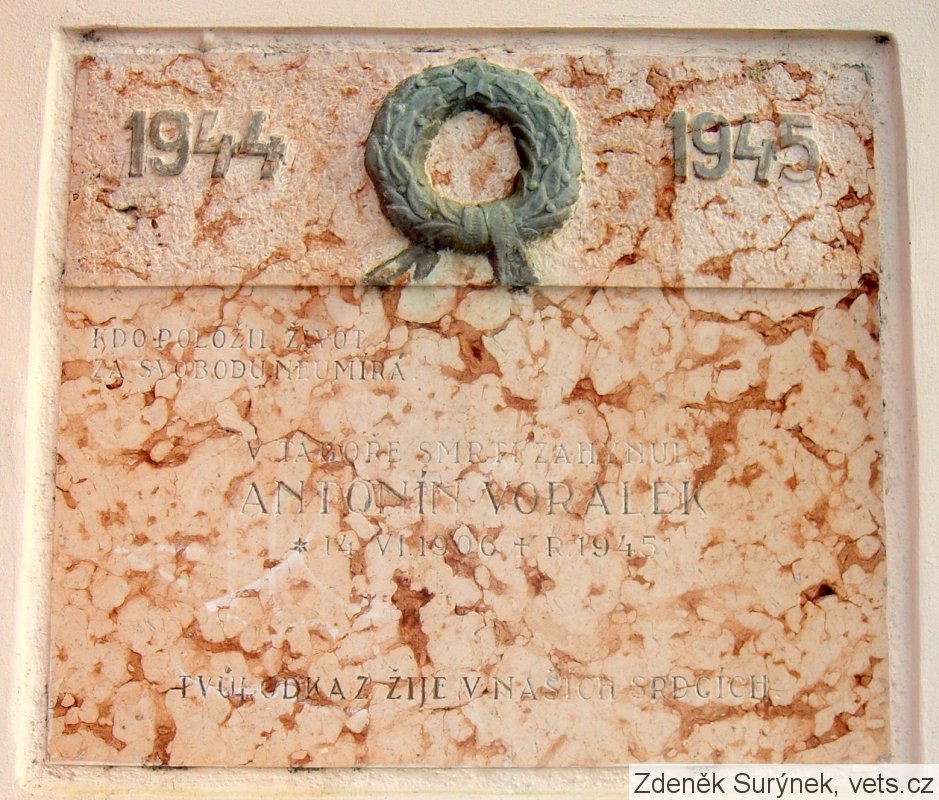 1944 1945
KDO POLOŽIL ŽIVOT
ZA SVOBODU NEUMÍRÁ.
V TÁBOŘE SMRTI ZAHYNUL
ANTONÍN VORALEK
* 14.VI.1906 ✝ R.1945
TVŮJ ODKAZ ŽIJE V NAŠICH SRDCÍCH
Zdeněk Surýnek, vets.cz